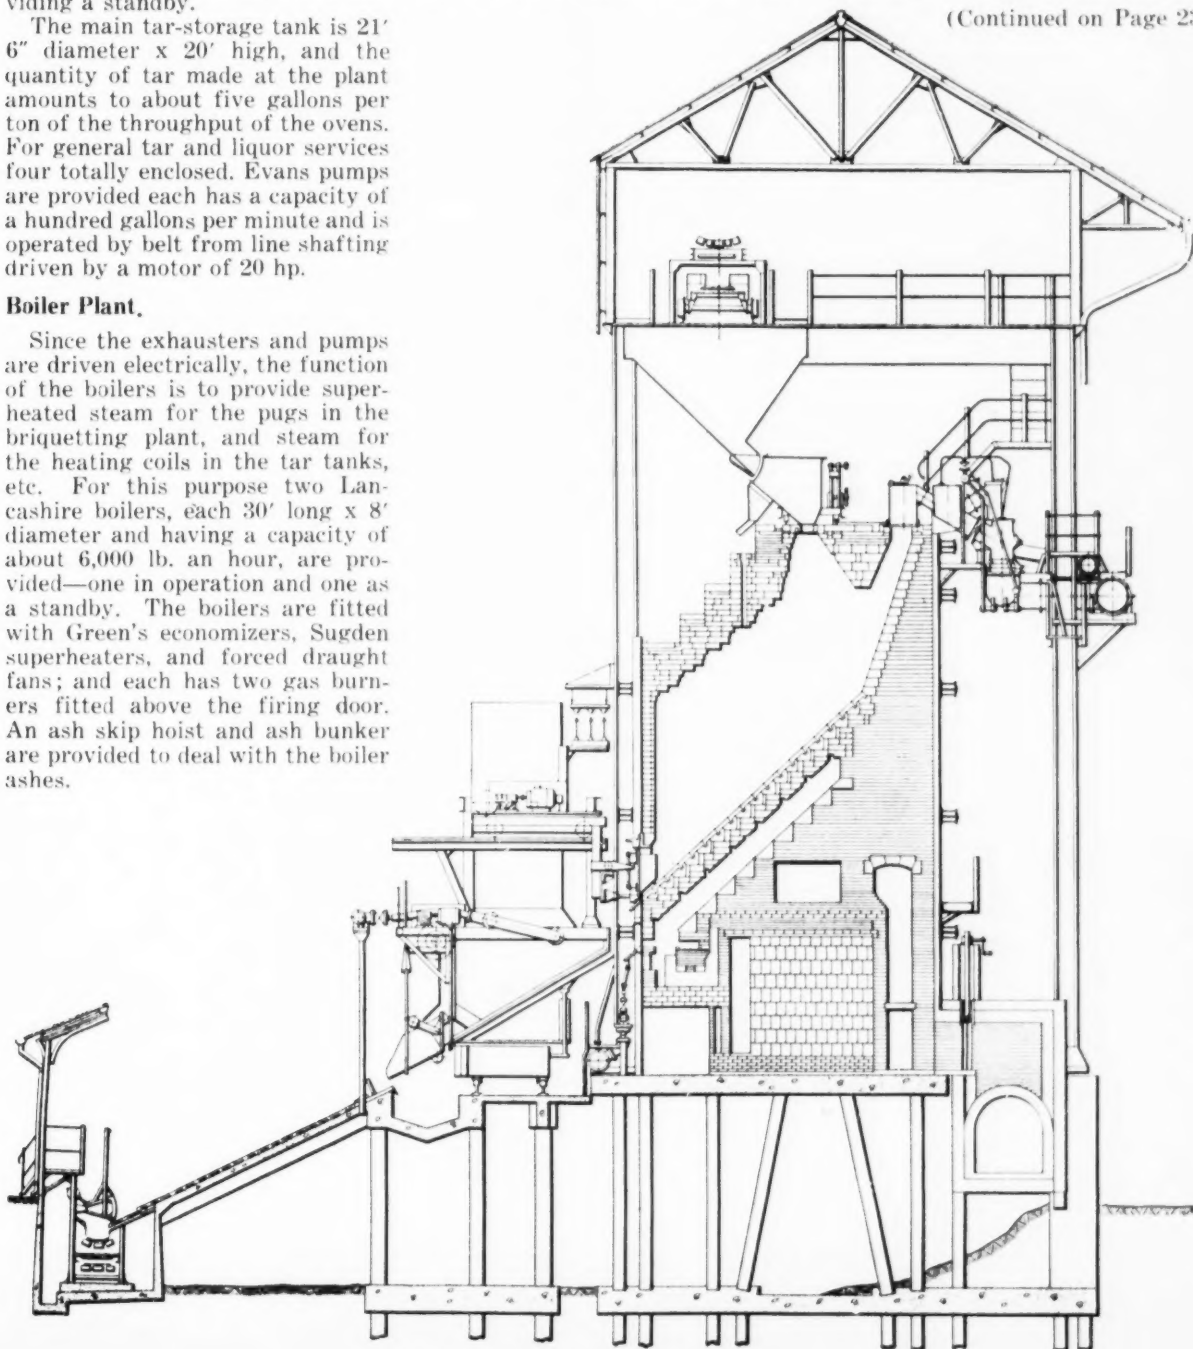 viding a standby.
The main tar-storage tank is 21′
6″ diameter x 20′ high, and the
quantity of tar made at the plant
amounts to about five gallons per
ton of the throughput of the ovens.
For general tar and liquor services
four totally enclosed. Evans pumps
are provided each has a capacity of
a hundred gallons per minute and is
operated by belt from line shafting
driven by a motor of 20 hp.
Boiler Plant.
Since the exhausters and pumps
are driven electrically, the function
of the boilers is to provide super-
heated steam for the pugs in the
briquetting plant, and steam for
the heating coils in the tar tanks,
etc. For this purpose two Lan-
cashire boilers, each 30′ long x 8′
diameter and having a capacity of
about 6,000 lb. an hour, are pro-
vided—one in operation and one as
a standby. The boilers are fitted
with Green's economizers, Sugden
superheaters, and forced draught
fans; and each has two gas burn-
ers fitted above the firing door.
An ash skip hoist and ash bunker
are provided to deal with the boiler
ashes.
(Continued on Page